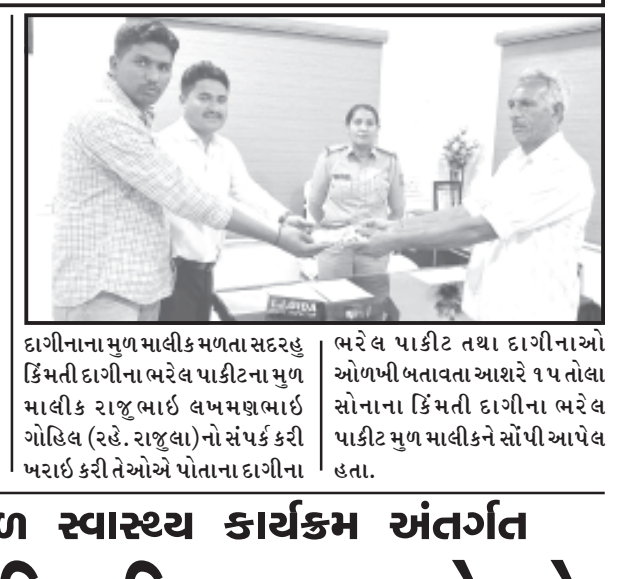 દાગીનાના મુળ માલીક મળતા સદરહુ
કિંમતી દાગીના ભરેલ પાકીટના મુળ
માલીક રાજુભાઇ લખમણભાઇ
ગોહિલ (રહે. રાજુલા)નો સંપર્ક કરી
ખરાઇ કરી તેઓએ પોતાના દાગીના
ભરેલ પાકીટ તથા દાગીનાઓ
ઓળખી બતાવતા આશરે ૧૫ તોલા
સોનાના કિંમતી દાગીના ભરેલ
પાકીટ મુળ માલીકને સોંપી આપેલ
હતા.
સ્વાસ્થ્ય કાર્યક્રમ અંતર્ગત